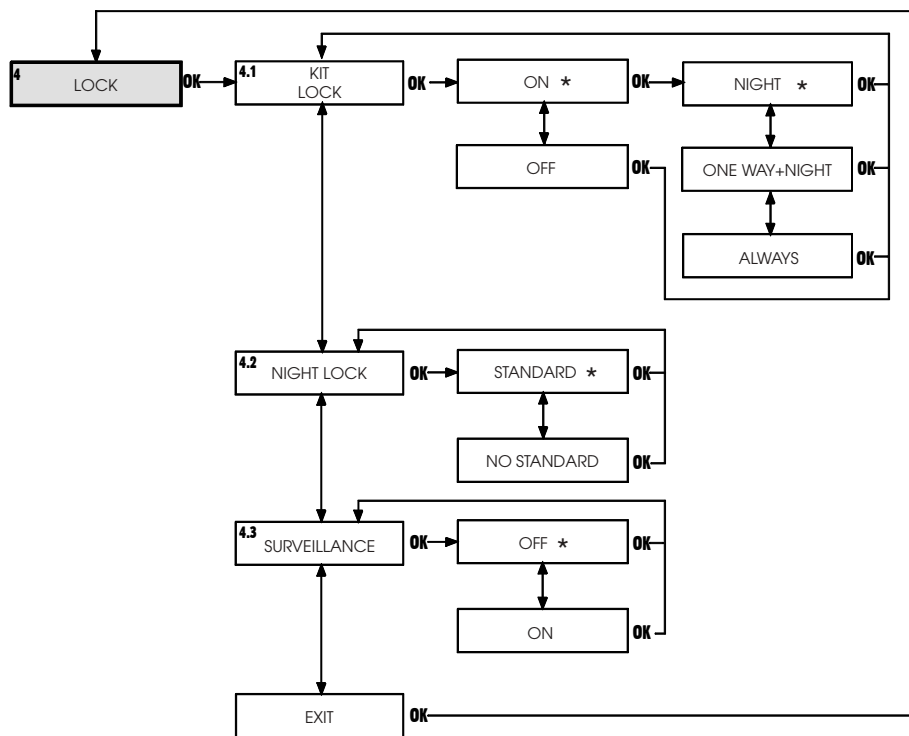 4
LOCK
OK
4.1
KIT
LOCK
OK
ON *
OK
NIGHT *
OK
OFF
OK
ONE WAY+NIGHT
OK
ALWAYS
OK
4.2
NIGHT LOCK
OK
STANDARD *
OK
NO STANDARD
OK
4.3
SURVEILLANCE
OK
OFF *
OK
ON
OK
EXIT
OK